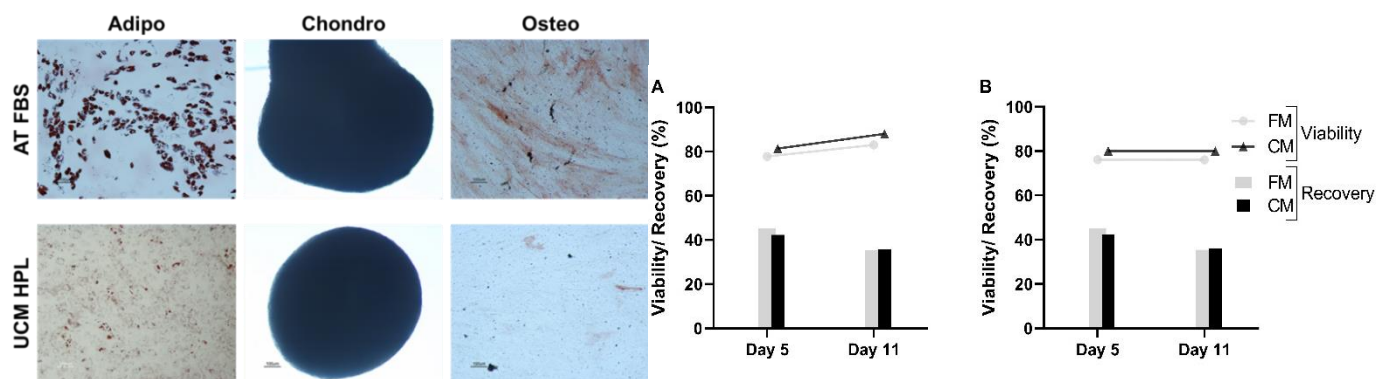 Adipo
Chondro
Osteo
AT FBS
UCM HPL
A
Viability/ Recovery (%)
100
80
60
40
20
0
Day 5
Day 11
B
Viability/ Recovery (%)
100
80
60
40
20
0
Day 5
Day 11
FM
CM
Viability
FM
CM
Recovery